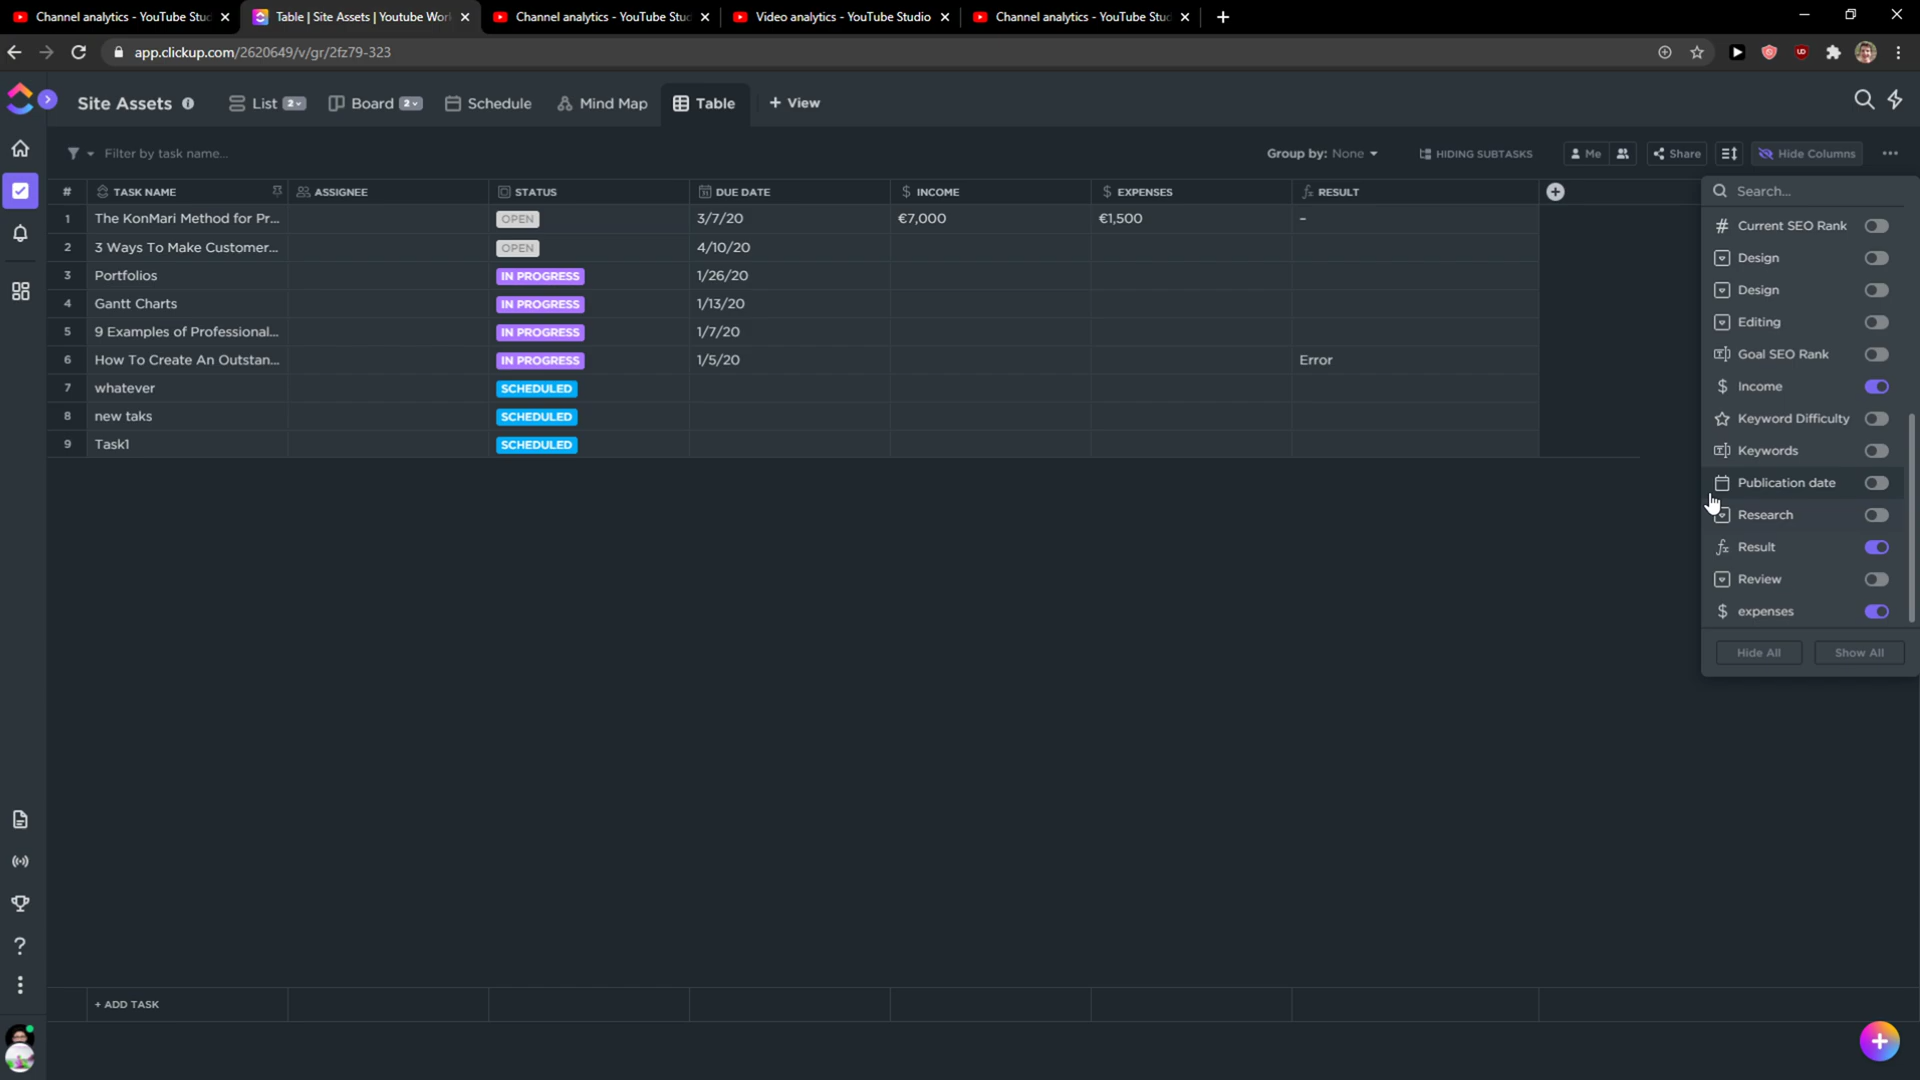 Channel analytics - YouTube Stuc
Table | Site Assets | Youtube Wor
Channel analytics - YouTube Stuc
Video analytics - YouTube Studio
Channel analytics - YouTube Stuc
app.clickup.com/2620649/v/gr/2fz79-323
Site Assets
List 2
Board 2
Schedule
Mind Map
Table
+ View
Filter by task name...
Group by: None
HIDING SUBTASKS
Me
Share
Hide Columns
# TASK NAME ASSIGNEE STATUS DUE DATE INCOME EXPENSES RESULT
1 The KonMari Method for Pr... OPEN 3/7/20 €7,000 €1,500 -
2 3 Ways To Make Customer... OPEN 4/10/20
3 Portfolios IN PROGRESS 1/26/20
4 Gantt Charts IN PROGRESS 1/13/20
5 9 Examples of Professional... IN PROGRESS 1/7/20
6 How To Create An Outstan... IN PROGRESS 1/5/20 Error
7 whatever SCHEDULED
8 new taks SCHEDULED
9 Task1 SCHEDULED
+ ADD TASK
Search...
# Current SEO Rank
Design
Design
Editing
Goal SEO Rank
$ Income
Keyword Difficulty
Keywords
Publication date
Research
Result
Review
$ expenses
Hide All
Show All